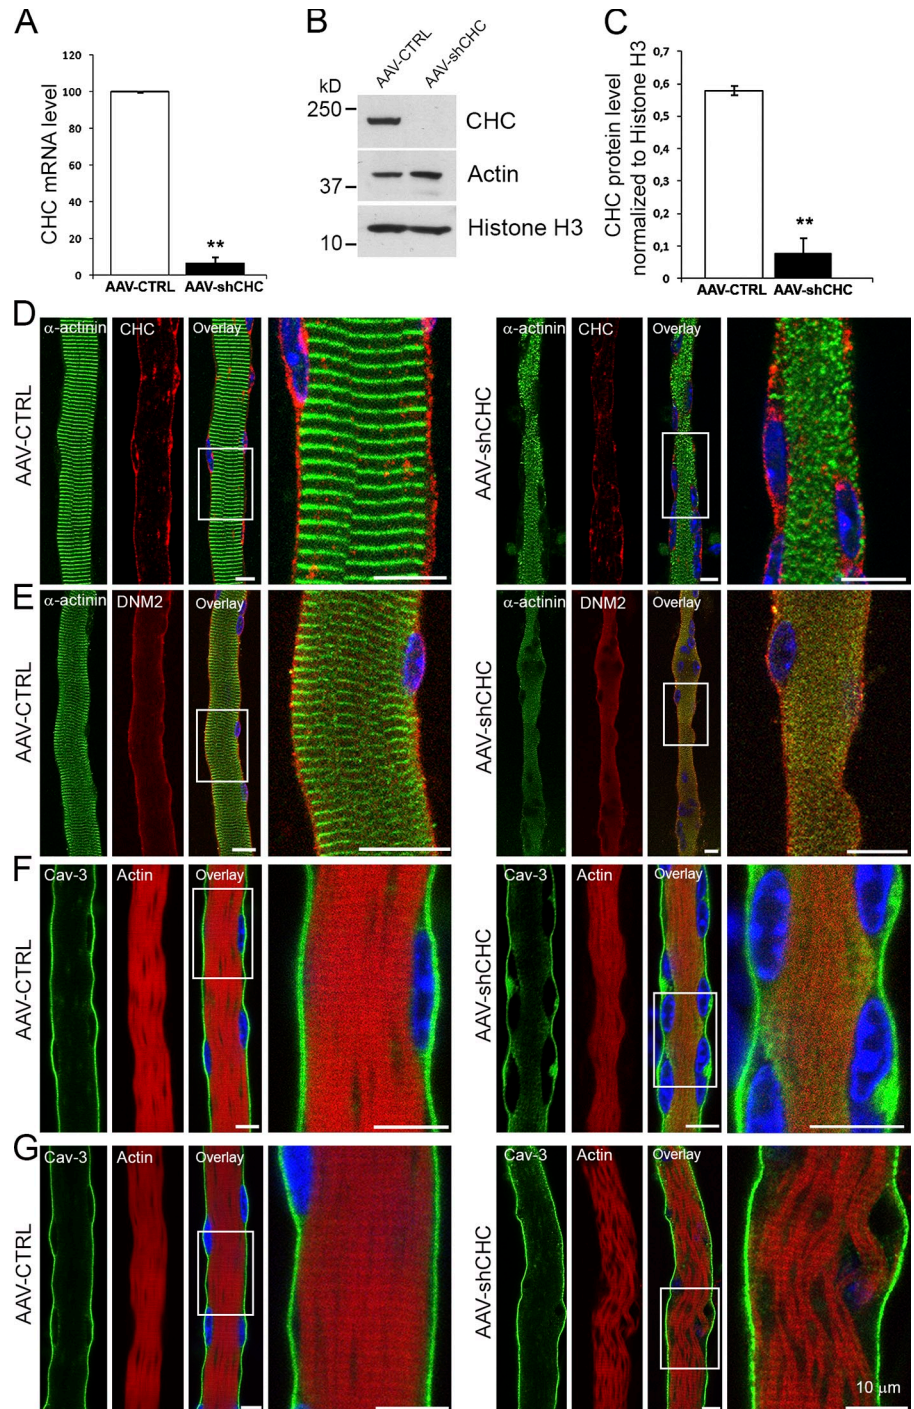 A
CHC mRNA level
120
100
80
60
40
20
0
**
AAV-CTRL AAV-shCHC
B
AAV-CTRL
AAV-shCHC
kD
250
CHC
37
Actin
10
Histone H3
C
CHC protein level
normalized to Histone H3
0,7
0,6
0,5
0,4
0,3
0,2
0,1
0
**
AAV-CTRL AAV-shCHC
D
AAV-CTRL
α-actinin CHC Overlay
AAV-shCHC
α-actinin CHC Overlay
E
AAV-CTRL
α-actinin DNM2 Overlay
AAV-shCHC
α-actinin DNM2 Overlay
F
AAV-CTRL
Cav-3 Actin Overlay
AAV-shCHC
Cav-3 Actin Overlay
G
AAV-CTRL
Cav-3 Actin Overlay
AAV-shCHC
Cav-3 Actin Overlay
10 μm